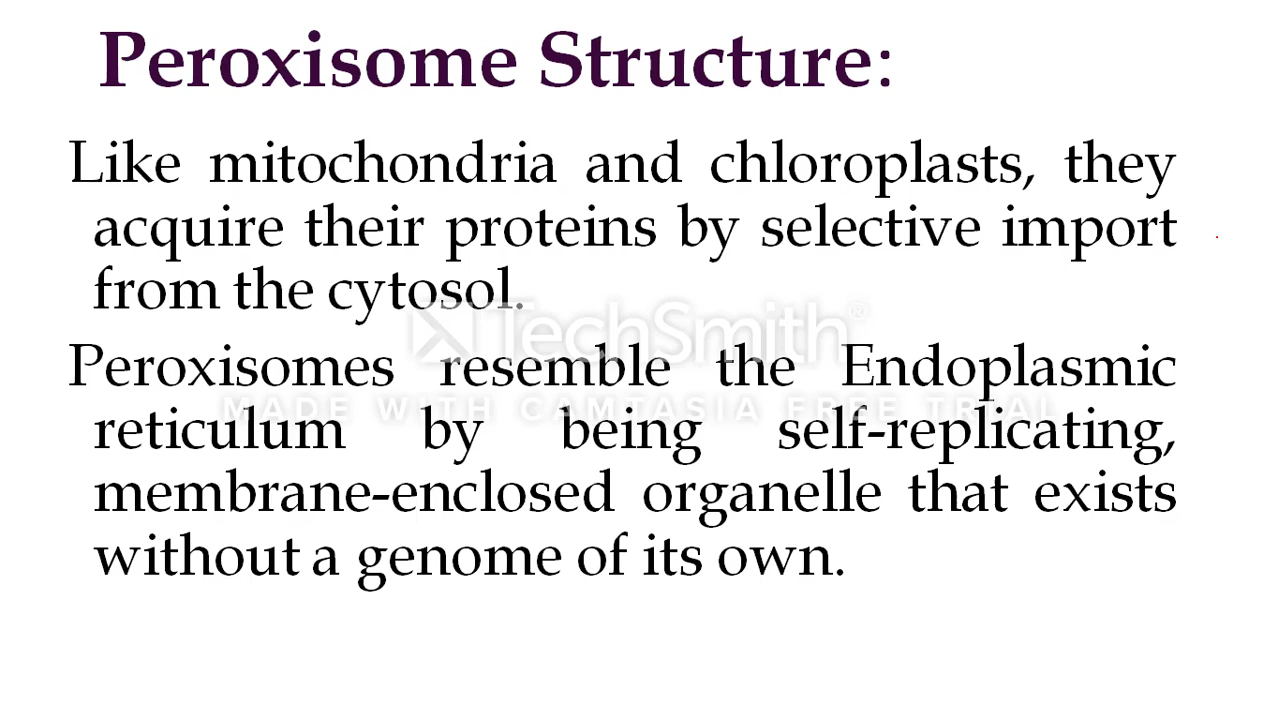 Peroxisome Structure:
Like mitochondria and chloroplasts, they
acquire their proteins by selective import
from the cytosol.
TechSmith®
Peroxisomes resemble the Endoplasmic
MADE WITH CAMTASIA FREE TRIAL
reticulum by being self-replicating,
membrane-enclosed organelle that exists
without a genome of its own.